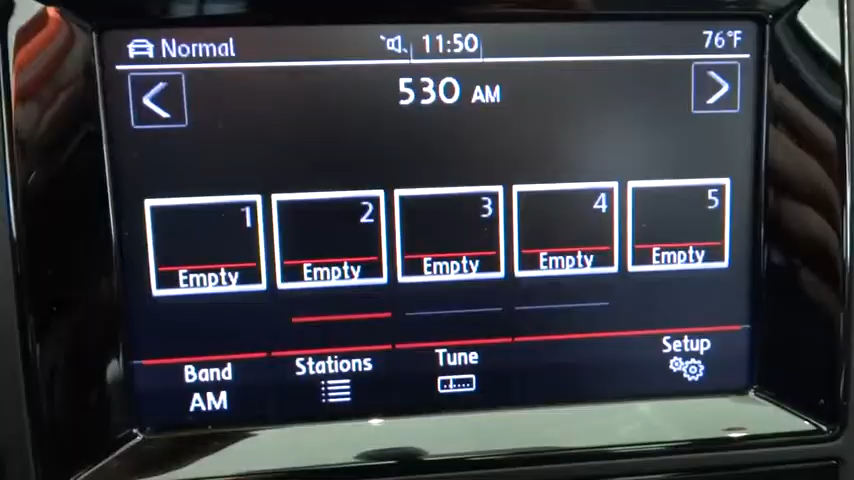 Normal 11:50 76°F
530 AM
1 2 3 4 5
Empty Empty Empty Empty Empty
Band Stations Tune Setup
AM